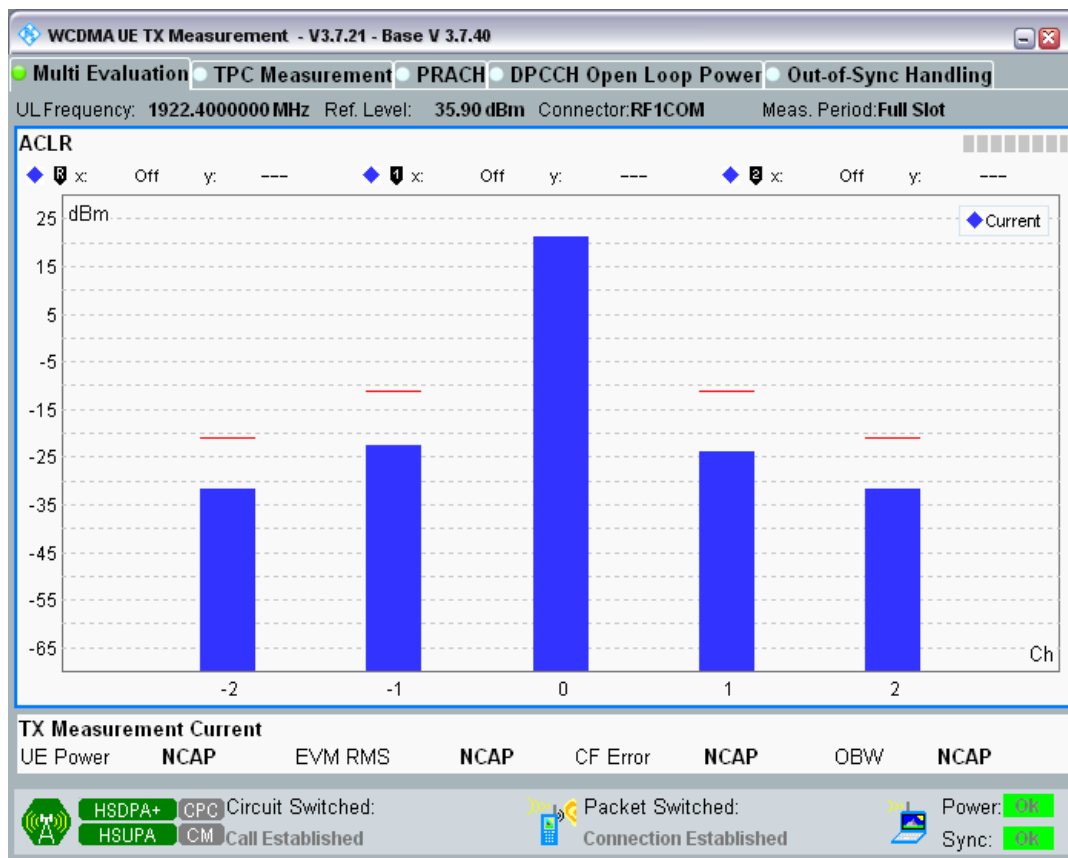 WCDMA UE TX Measurement - V3.7.21 - Base V 3.7.40
Multi Evaluation TPC Measurement PRACH DPCCH Open Loop Power Out-of-Sync Handling
UL Frequency: 1922.4000000 MHz Ref. Level: 35.90 dBm Connector:RF1COM Meas. Period:Full Slot
ACLR
R x: Off y: --- 1 x: Off y: --- 2 x: Off y: ---
dBm
Current
25
15
5
-5
-15
-25
-35
-45
-55
-65
Ch
-2 -1 0 1 2
TX Measurement Current
UE Power NCAP EVM RMS NCAP CF Error NCAP OBW NCAP
HSDPA+ CPC Circuit Switched: Packet Switched: Power: OK
HSUPA CM Call Established Connection Established Sync: OK